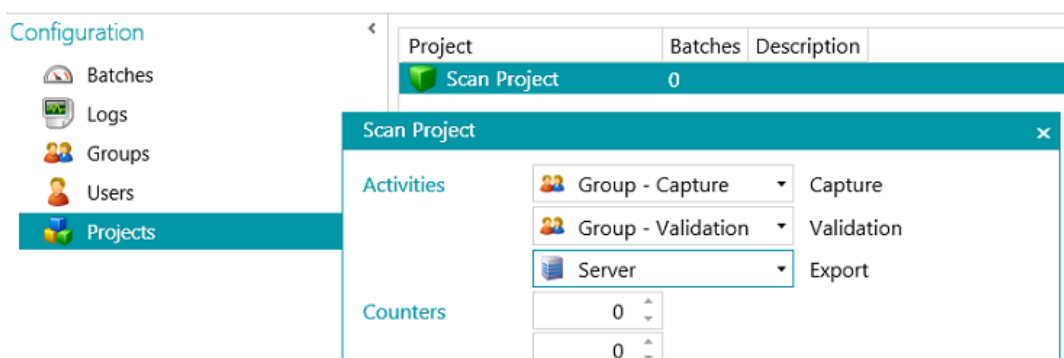 Configuration
Batches
Logs
Groups
Users
Projects
Project Batches Description
Scan Project 0
Scan Project
Activities Group - Capture Capture
Group - Validation Validation
Server Export
Counters 0
0